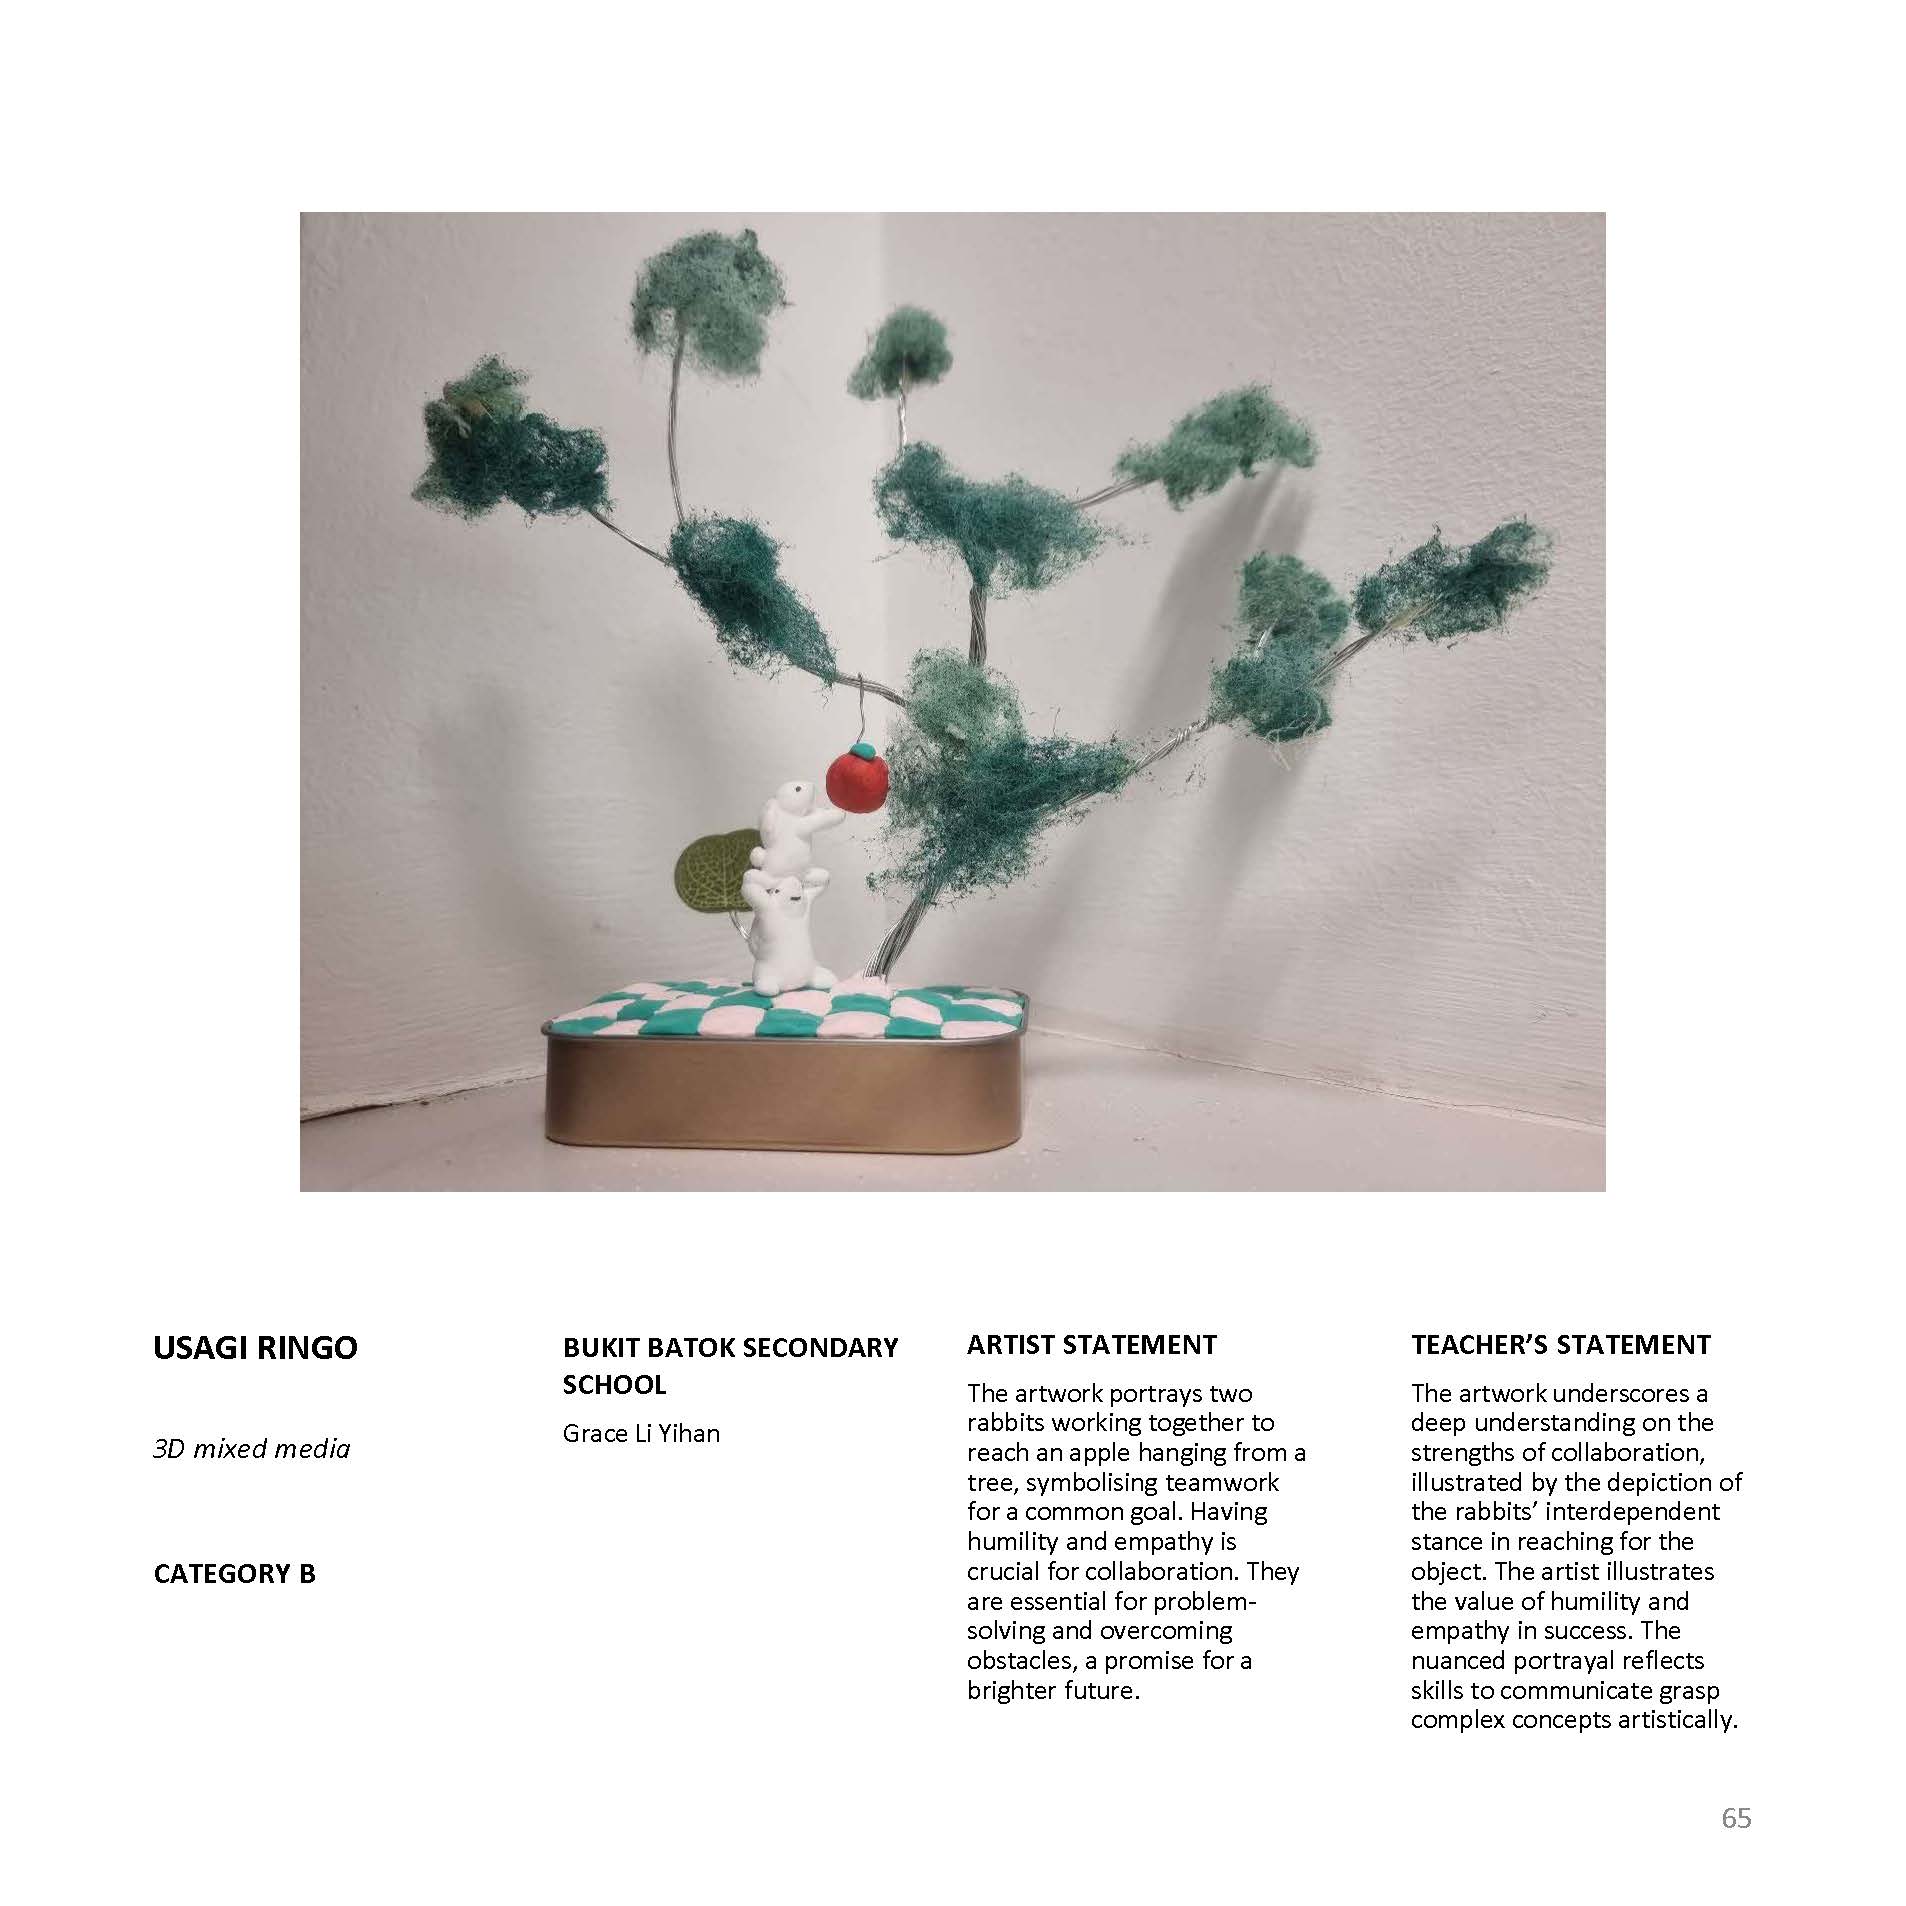 USAGI RINGO
3D mixed media
CATEGORY B
BUKIT BATOK SECONDARY
SCHOOL
Grace Li Yihan
ARTIST STATEMENT
The artwork portrays two
rabbits working together to
reach an apple hanging from a
tree, symbolising teamwork
for a common goal. Having
humility and empathy is
crucial for collaboration. They
are essential for problem-
solving and overcoming
obstacles, a promise for a
brighter future.
TEACHER’S STATEMENT
The artwork underscores a
deep understanding on the
strengths of collaboration,
illustrated by the depiction of
the rabbits’ interdependent
stance in reaching for the
object. The artist illustrates
the value of humility and
empathy in success. The
nuanced portrayal reflects
skills to communicate grasp
complex concepts artistically.
65